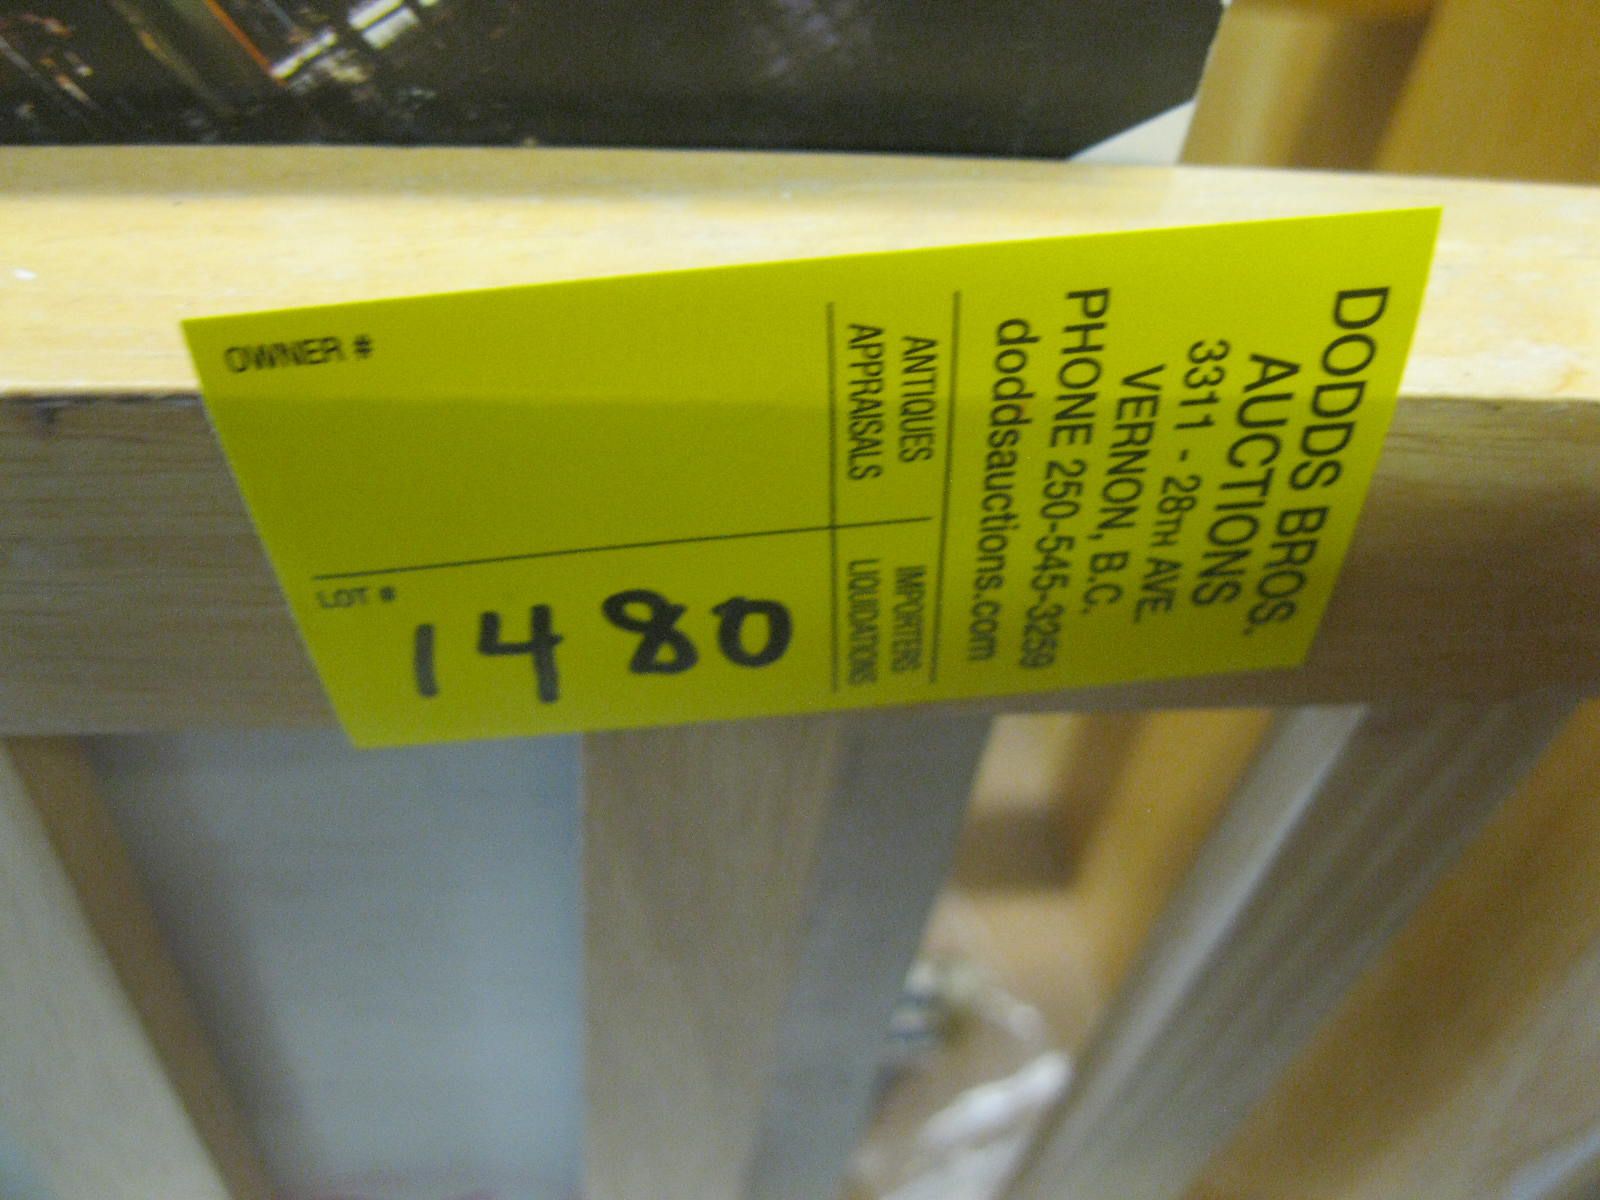 DODDS BROS.
AUCTIONS
3311 - 28TH AVE
VERNON, B.C.
PHONE 250-545-3259
doddsauctions.com
ANTIQUES IMPORTERS
APPRAISALS LIQUIDATIONS
OWNER #
LOT #
1480